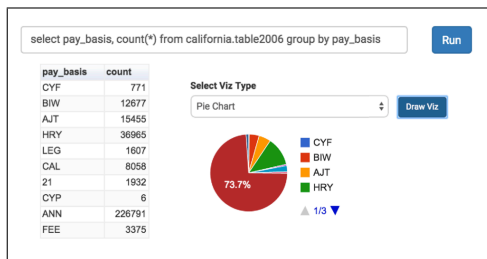 select pay_basis, count(*) from california.table2006 group by pay_basis
Run
pay_basis count
CYF 771
BIW 12677
AJT 15455
HRY 36965
LEG 1607
CAL 8058
21 1932
CYP 6
ANN 226791
FEE 3375
Select Viz Type
Pie Chart
Draw Viz
73.7%
CYF
BIW
AJT
HRY
1/3